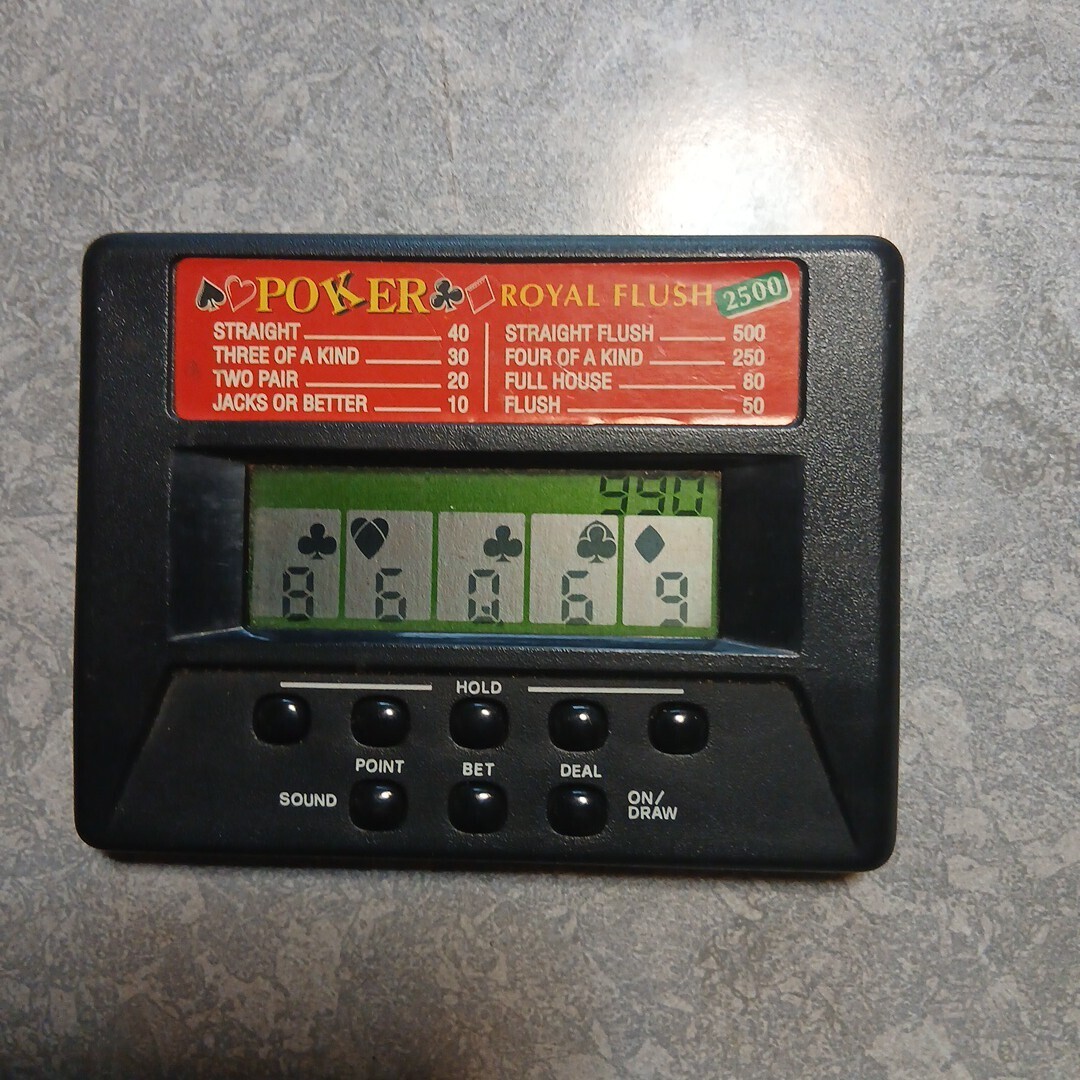 POKER ROYAL FLUSH 2500
STRAIGHT 40
THREE OF A KIND 30
TWO PAIR 20
JACKS OR BETTER 10
STRAIGHT FLUSH 500
FOUR OF A KIND 250
FULL HOUSE 80
FLUSH 50
990
8 6 Q 6 9
HOLD
POINT BET DEAL
SOUND ON/
DRAW